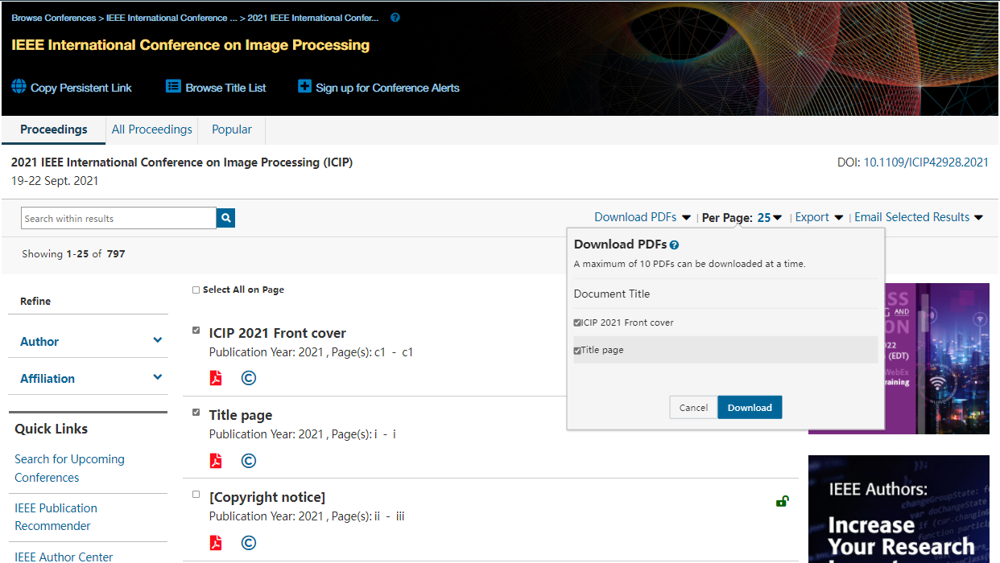 Browse Conferences > IEEE International Conference ... > 2021 IEEE International Confer... ?
IEEE International Conference on Image Processing
Copy Persistent Link Browse Title List Sign up for Conference Alerts
Proceedings All Proceedings Popular
2021 IEEE International Conference on Image Processing (ICIP) DOI: 10.1109/ICIP42928.2021
19-22 Sept. 2021
Search within results Download PDFs | Per Page: 25 | Export | Email Selected Results
Showing 1-25 of 797
Download PDFs ?
A maximum of 10 PDFs can be downloaded at a time.
Document Title
ICIP 2021 Front cover
Title page
Cancel Download
Refine
Author
Affiliation
Quick Links
Search for Upcoming
Conferences
IEEE Publication
Recommender
IEEE Author Center
Select All on Page
ICIP 2021 Front cover
Publication Year: 2021 , Page(s): c1 - c1
Title page
Publication Year: 2021 , Page(s): i - i
[Copyright notice]
Publication Year: 2021 , Page(s): ii - iii
SS
G AND
ON
022
(EDT)
WebEx
raining
IEEE Authors:
Increase
Your Research